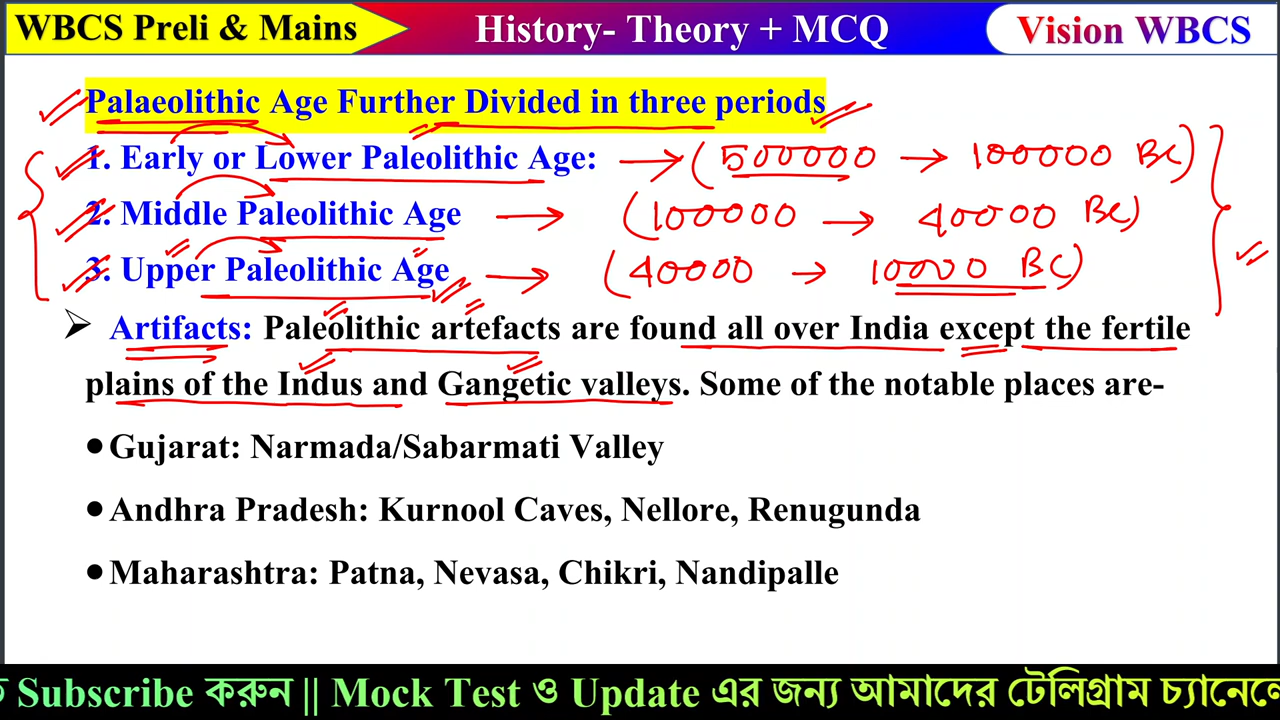 WBCS Preli & Mains
History- Theory + MCQ
Vision WBCS
Palaeolithic Age Further Divided in three periods
1. Early or Lower Paleolithic Age: → (500000 → 100000 BC)
2. Middle Paleolithic Age → (100000 → 40000 BC)
3. Upper Paleolithic Age → (40000 → 10000 BC)
➢ Artifacts: Paleolithic artefacts are found all over India except the fertile
plains of the Indus and Gangetic valleys. Some of the notable places are-
• Gujarat: Narmada/Sabarmati Valley
• Andhra Pradesh: Kurnool Caves, Nellore, Renugunda
• Maharashtra: Patna, Nevasa, Chikri, Nandipalle
Subscribe করুন || Mock Test ও Update এর জন্য আমাদের টেলিগ্রাম চ্যানেলে